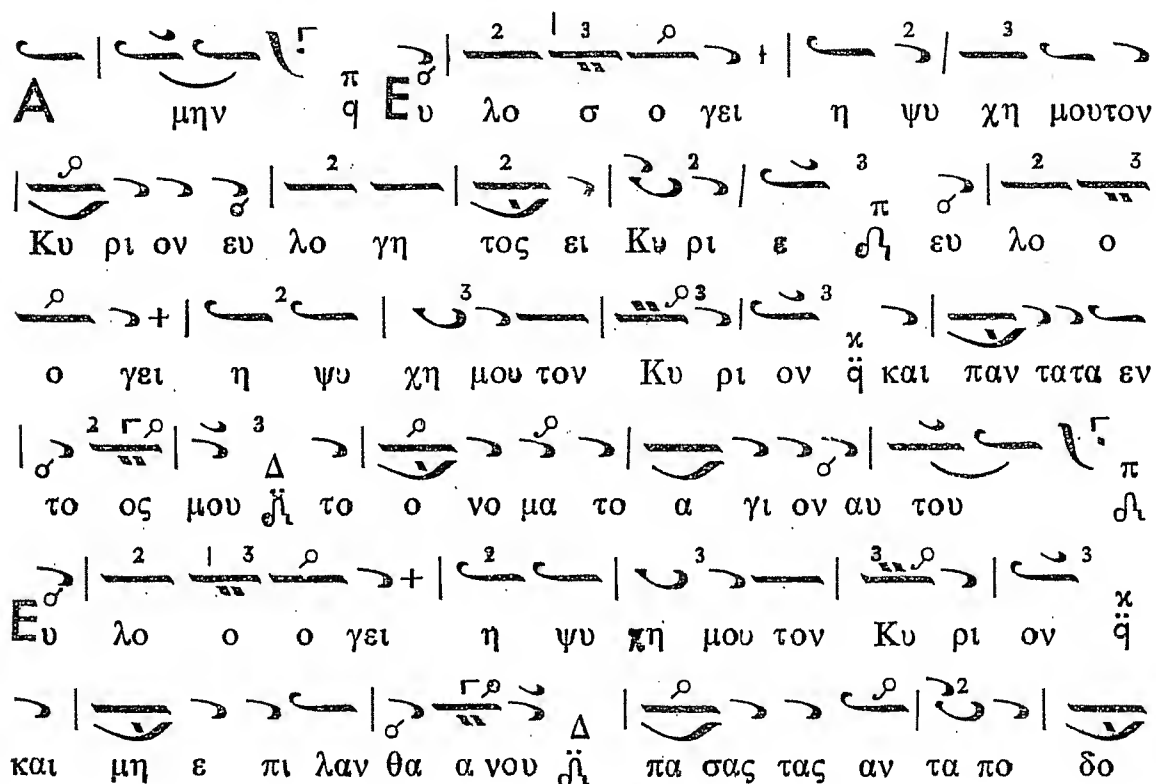 Α μην π q Ευ λο σ ο γει η ψυ χη μουτον
Κυ ρι ον ευ λο γη τος ει Κυ ρι ε π ευ λο ο
ο γει η ψυ χη μου τον Κυ ρι ον ϰ q̈ και παν τατα εν
το ος μου Δ το ο νο μα το α γι ον αυ του π
Ευ λο ο ο γει η ψυ χη μου τον Κυ ρι ον ϰ q̈
και μη ε πι λαν θα α νου Δ πα σας τας αν τα πο δο